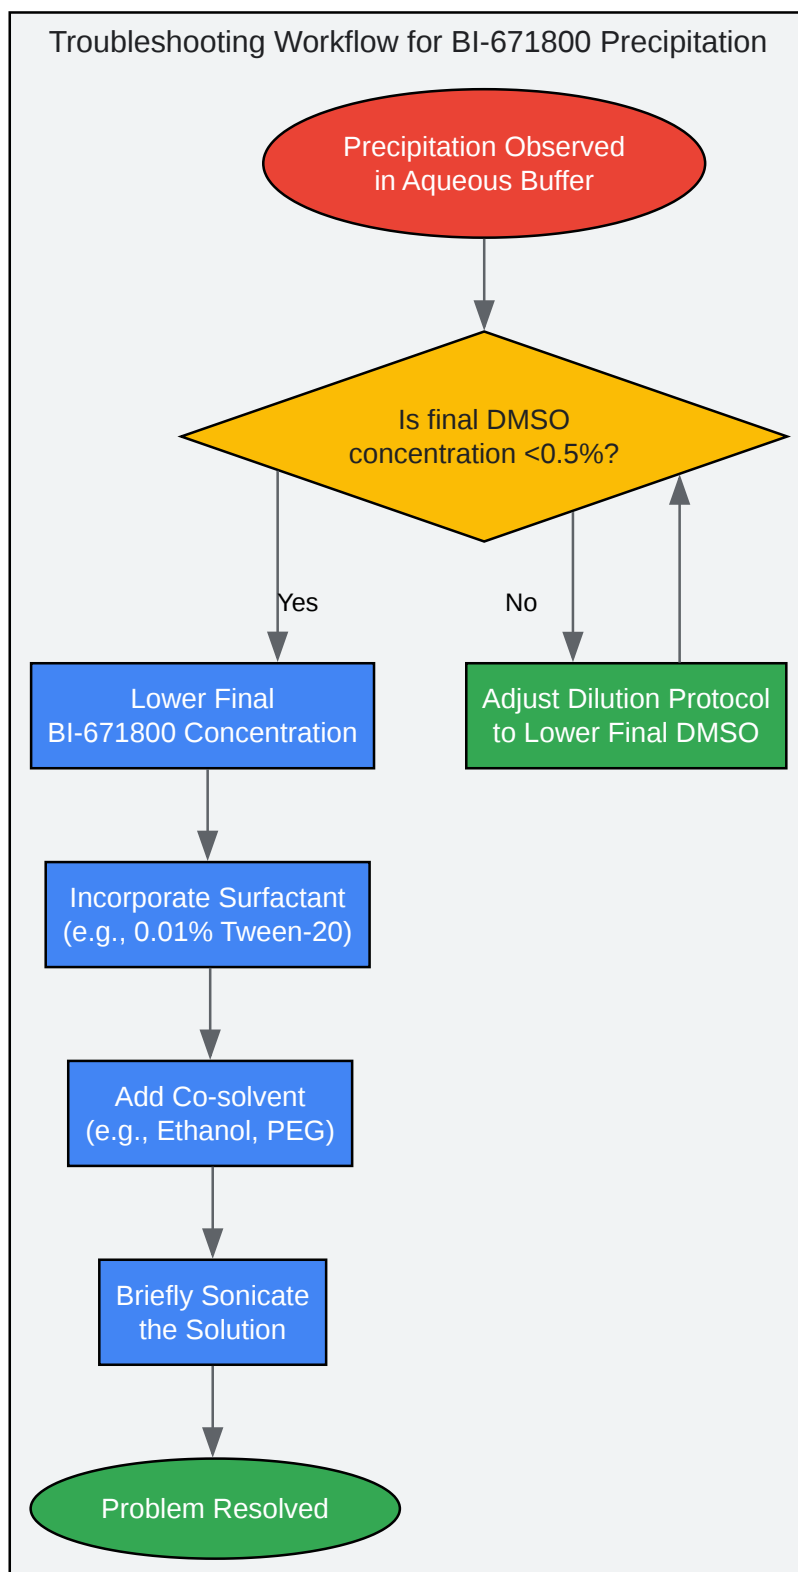 Troubleshooting Workflow for BI-671800 Precipitation
Precipitation Observed
in Aqueous Buffer
Is final DMSO
concentration <0.5%?
Yes
No
Lower Final
BI-671800 Concentration
Adjust Dilution Protocol
to Lower Final DMSO
Incorporate Surfactant
(e.g., 0.01% Tween-20)
Add Co-solvent
(e.g., Ethanol, PEG)
Briefly Sonicate
the Solution
Problem Resolved